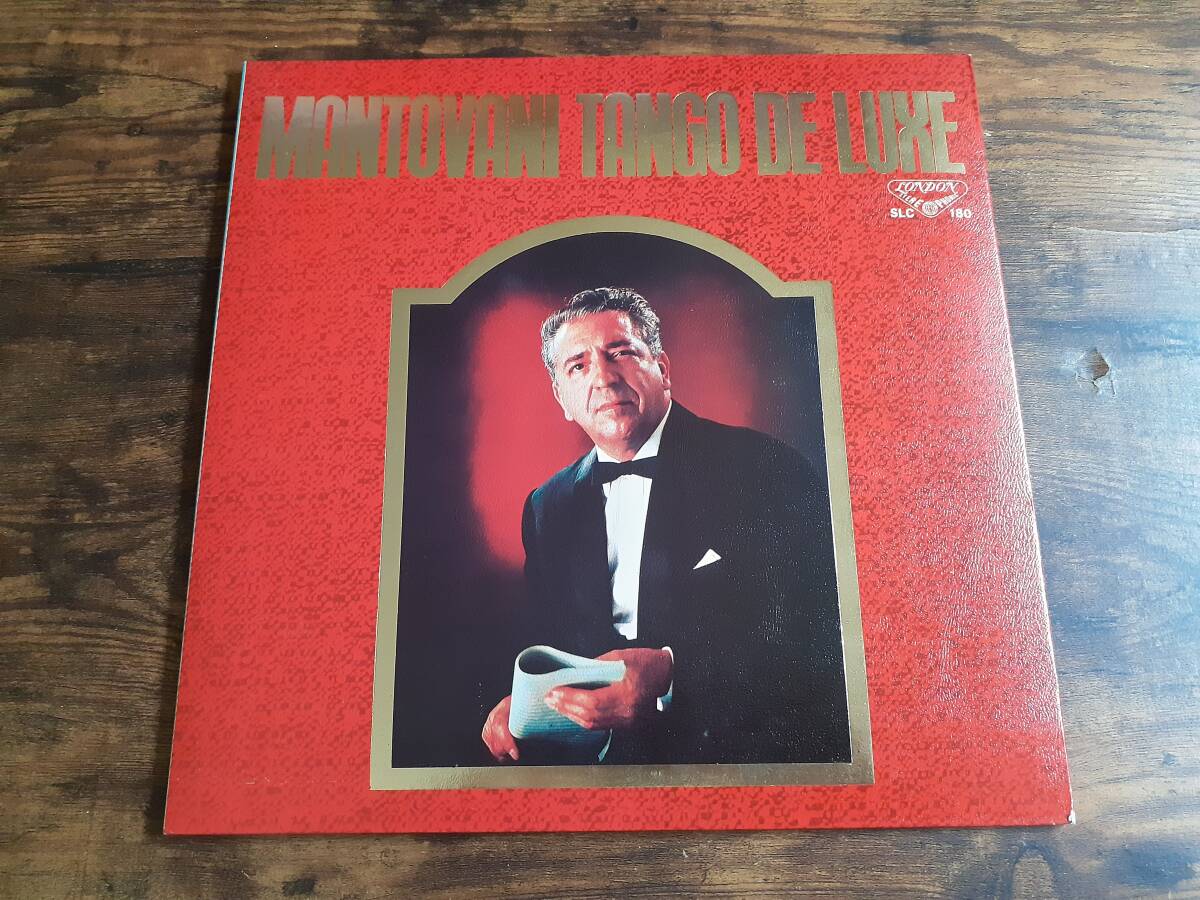 MANTOVANI TANGO DE LUXE
LONDON
SLC 180